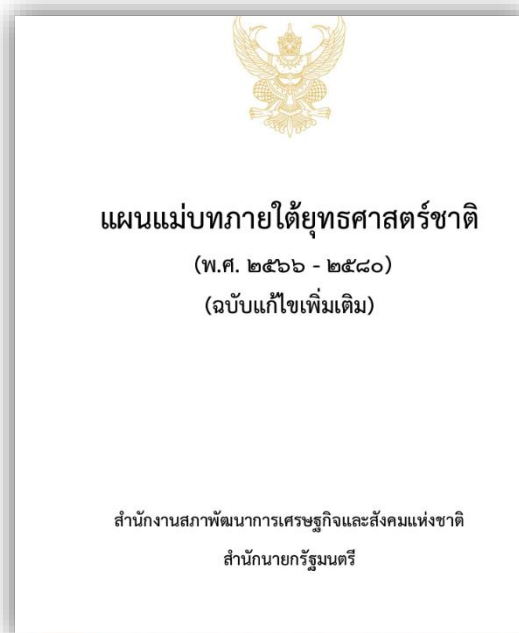 แผนแม่บทภายใต้ยุทธศาสตร์ชาติ
(พ.ศ. ๒๕๖๖ - ๒๕๘๐)
(ฉบับแก้ไขเพิ่มเติม)
สำนักงานสภาพัฒนาการเศรษฐกิจและสังคมแห่งชาติ
สำนักนายกรัฐมนตรี